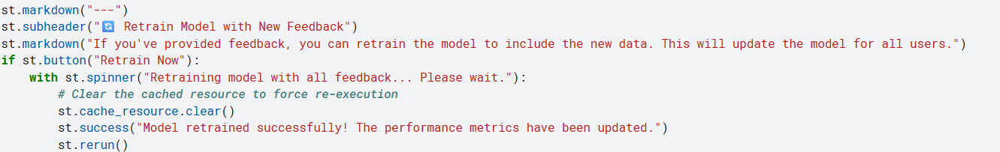 st.markdown("---")
st.subheader("🔄 Retrain Model with New Feedback")
st.markdown("If you've provided feedback, you can retrain the model to include the new data. This will update the model for all users.")
if st.button("Retrain Now"):
    with st.spinner("Retraining model with all feedback... Please wait."):
        # Clear the cached resource to force re-execution
        st.cache_resource.clear()
        st.success("Model retrained successfully! The performance metrics have been updated.")
        st.rerun()